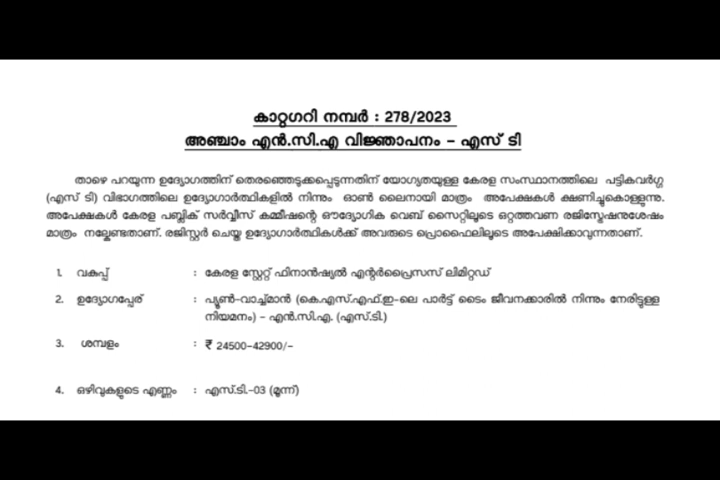 കാറ്റഗറി നമ്പർ : 278/2023
അഞ്ചാം എൻ.സി.എ വിജ്ഞാപനം – എസ് ടി
താഴെ പറയുന്ന ഉദ്യോഗത്തിന് തെരഞ്ഞെടുക്കപ്പെടുന്നതിന് യോഗ്യതയുള്ള കേരള സംസ്ഥാനത്തിലെ പട്ടികവർഗ്ഗ
(എസ് ടി) വിഭാഗത്തിലെ ഉദ്യോഗാർത്ഥികളിൽ നിന്നും ഓൺ ലൈനായി മാത്രം അപേക്ഷകൾ ക്ഷണിച്ചുകൊള്ളുന്നു.
അപേക്ഷകൾ കേരള പബ്ലിക് സർവ്വീസ് കമ്മീഷന്റെ ഔദ്യോഗിക വെബ് സൈറ്റിലൂടെ ഒറ്റത്തവണ രജിസ്ട്രേഷനുശേഷം
മാത്രം നല്കേണ്ടതാണ്. രജിസ്റ്റർ ചെയ്ത ഉദ്യോഗാർത്ഥികൾക്ക് അവരുടെ പ്രൊഫൈലിലൂടെ അപേക്ഷിക്കാവുന്നതാണ്.
1. വകുപ്പ് : കേരള സ്റ്റേറ്റ് ഫിനാൻഷ്യൽ എന്റർപ്രൈസസ് ലിമിറ്റഡ്
2. ഉദ്യോഗപ്പേര് : പ്യൂൺ-വാച്ച്മാൻ (കെ.എസ്.എഫ്.ഇ-ലെ പാർട്ട് ടൈം ജീവനക്കാരിൽ നിന്നും നേരിട്ടുള്ള
നിയമനം) – എൻ.സി.എ. (എസ്.ടി.)
3. ശമ്പളം : ₹ 24500-42900/-
4. ഒഴിവുകളുടെ എണ്ണം : എസ്.ടി.-03 (മൂന്ന്)